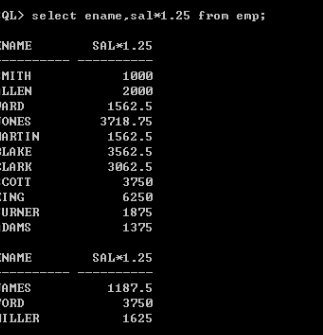 QL> select ename,sal*1.25 from emp;
NAME SAL*1.25
---------- ----------
MITH 1000
LLEN 2000
ARD 1562.5
ONES 3718.75
ARTIN 1562.5
LAKE 3562.5
LARK 3062.5
COTT 3750
ING 6250
URNER 1875
DAMS 1375
NAME SAL*1.25
---------- ----------
AMES 1187.5
ORD 3750
ILLER 1625